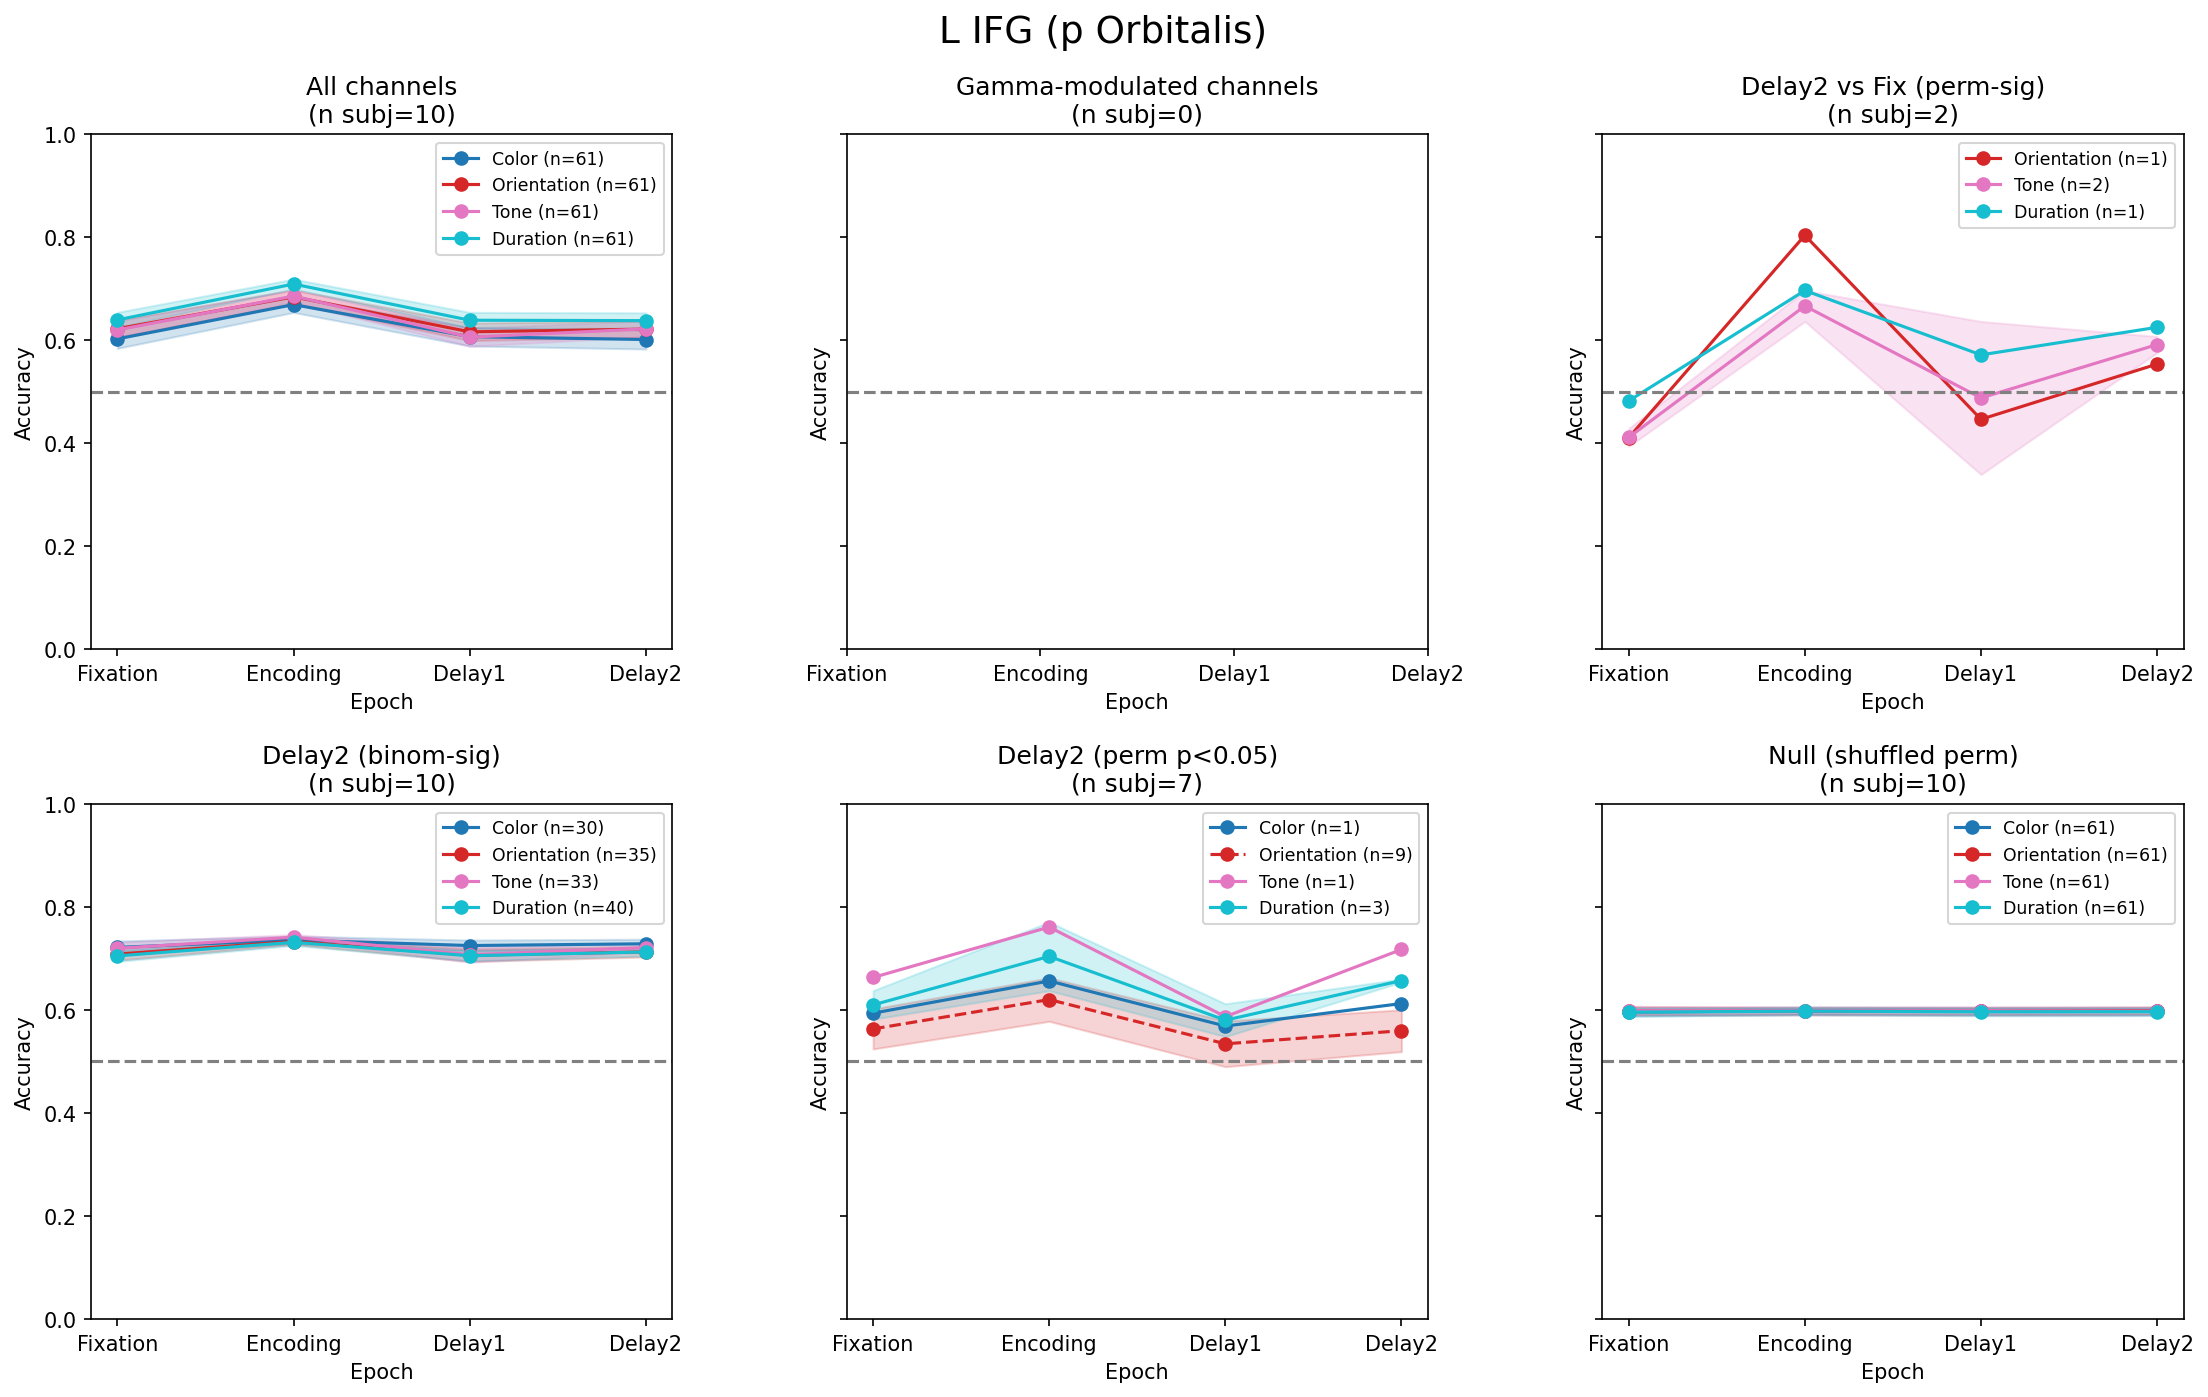 L IFG (p Orbitalis)
All channels
(n subj=10)
Accuracy
1.0
0.8
0.6
0.4
0.2
0.0
Color (n=61)
Orientation (n=61)
Tone (n=61)
Duration (n=61)
Fixation Encoding Delay1 Delay2
Epoch
Gamma-modulated channels
(n subj=0)
Accuracy
Fixation Encoding Delay1 Delay2
Epoch
Delay2 vs Fix (perm-sig)
(n subj=2)
Accuracy
Orientation (n=1)
Tone (n=2)
Duration (n=1)
Fixation Encoding Delay1 Delay2
Epoch
Delay2 (binom-sig)
(n subj=10)
Accuracy
1.0
0.8
0.6
0.4
0.2
0.0
Color (n=30)
Orientation (n=35)
Tone (n=33)
Duration (n=40)
Fixation Encoding Delay1 Delay2
Epoch
Delay2 (perm p<0.05)
(n subj=7)
Accuracy
Color (n=1)
Orientation (n=9)
Tone (n=1)
Duration (n=3)
Fixation Encoding Delay1 Delay2
Epoch
Null (shuffled perm)
(n subj=10)
Accuracy
Color (n=61)
Orientation (n=61)
Tone (n=61)
Duration (n=61)
Fixation Encoding Delay1 Delay2
Epoch